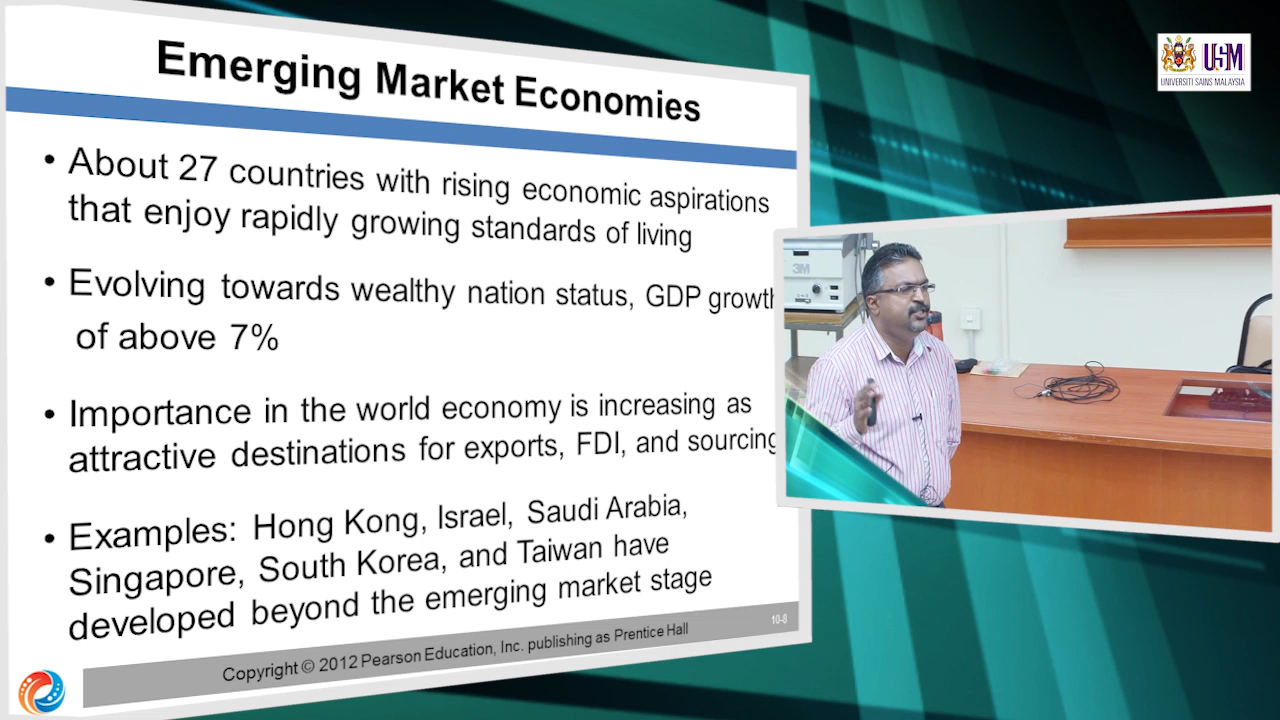 Emerging Market Economies
• About 27 countries with rising economic aspirations
that enjoy rapidly growing standards of living
• Evolving towards wealthy nation status, GDP growth
of above 7%
• Importance in the world economy is increasing as
attractive destinations for exports, FDI, and sourcing
• Examples: Hong Kong, Israel, Saudi Arabia,
Singapore, South Korea, and Taiwan have
developed beyond the emerging market stage
10-8
Copyright © 2012 Pearson Education, Inc. publishing as Prentice Hall
USM
UNIVERSITI SAINS MALAYSIA
3M